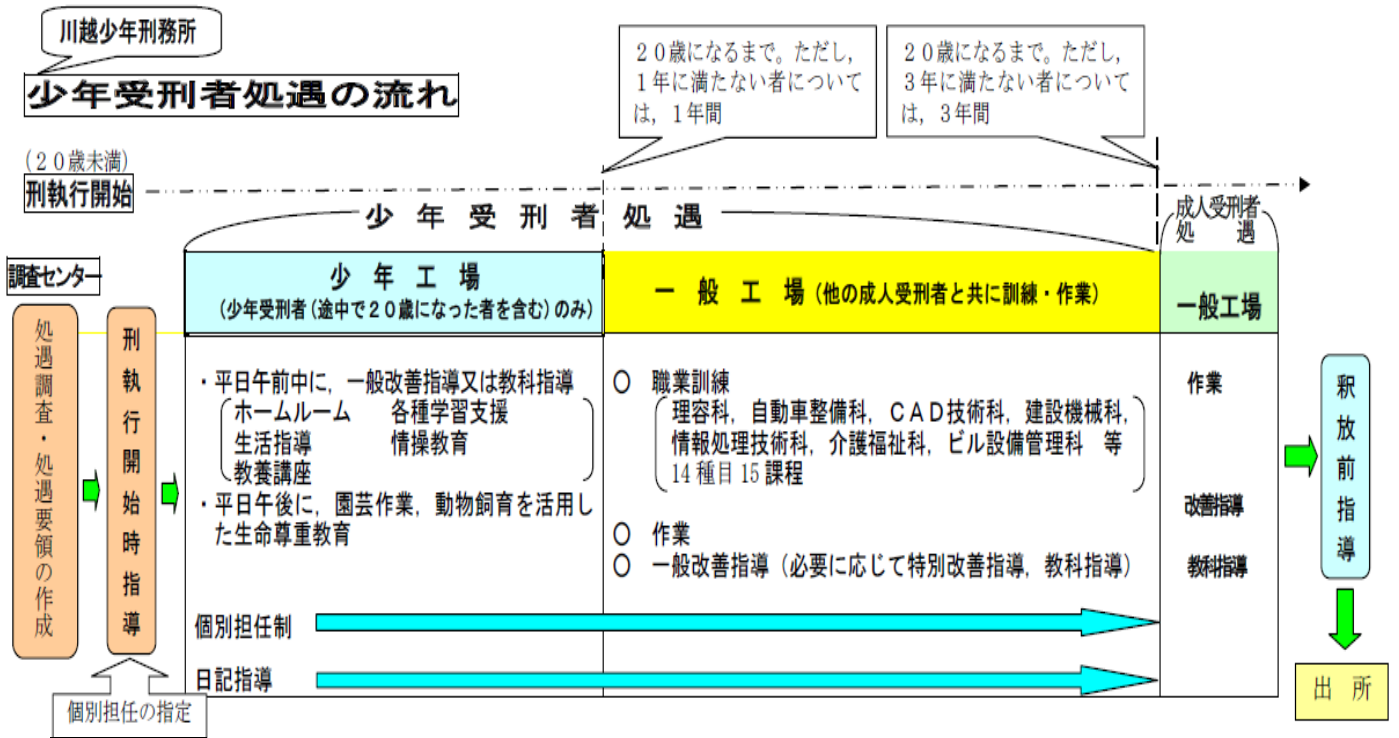 川越少年刑務所
少年受刑者処遇の流れ
20歳になるまで。ただし,
1年に満たない者について
は,1年間
20歳になるまで。ただし,
3年に満たない者について
は,3年間
(20歳未満)
刑執行開始
少年受刑者処遇
成人受刑者
処遇
調査センター
処遇調査・処遇要領の作成
刑執行開始時指導
個別担任の指定
少年工場
(少年受刑者(途中で20歳になった者を含む)のみ)
・平日午前中に,一般改善指導又は教科指導
ホームルーム 各種学習支援
生活指導 情操教育
教養講座
・平日午後に,園芸作業,動物飼育を活用し
た生命尊重教育
一般工場(他の成人受刑者と共に訓練・作業)
○ 職業訓練
理容科,自動車整備科,CAD技術科,建設機械科,
情報処理技術科,介護福祉科,ビル設備管理科 等
14種目15課程
○ 作業
○ 一般改善指導(必要に応じて特別改善指導,教科指導)
個別担任制
日記指導
一般工場
作業
改善指導
教科指導
釈放前指導
出所